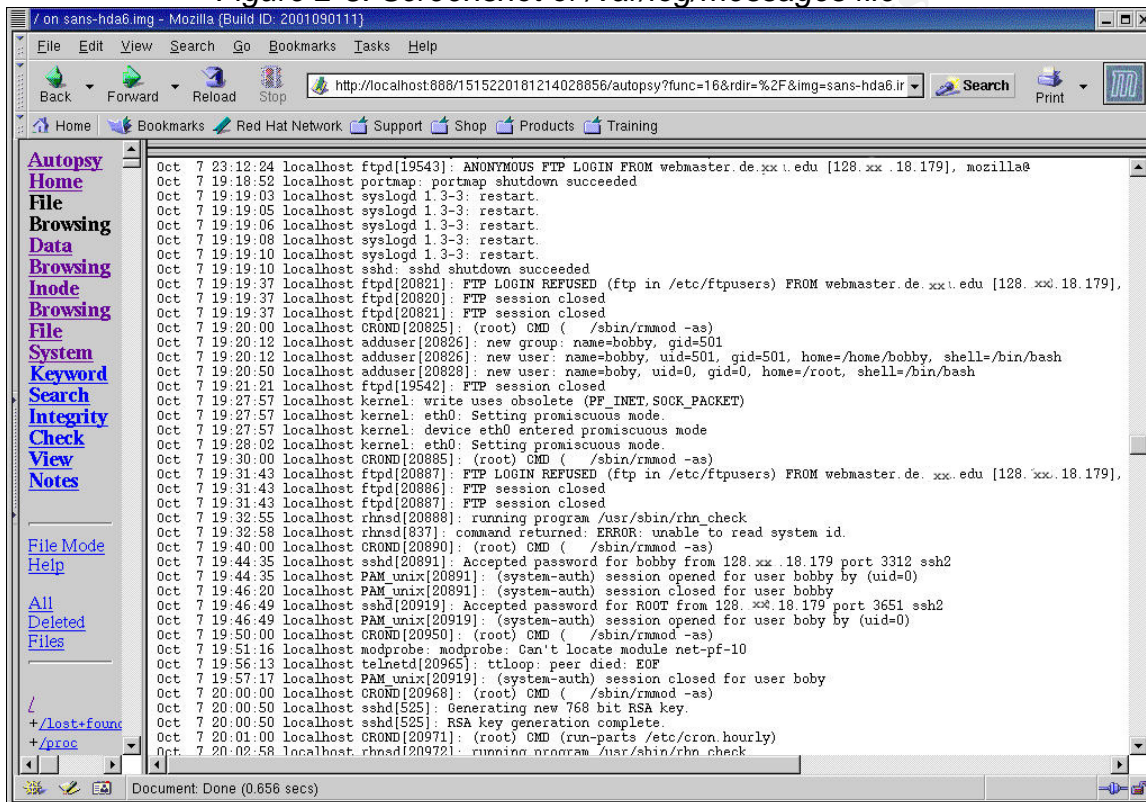 Figure 2-8. Screenshot of /var/log/messages file
/ on sans-hda6.img - Mozilla {Build ID: 2001090111}
File Edit View Search Go Bookmarks Tasks Help
Back Forward Reload Stop http://localhost:888/1515220181214028856/autopsy?func=16&rdir=%2F&img=sans-hda6.ir Search Print
Home Bookmarks Red Hat Network Support Shop Products Training
Autopsy
Home
File
Browsing
Data
Browsing
Inode
Browsing
File
System
Keyword
Search
Integrity
Check
View
Notes
File Mode
Help
All
Deleted
Files
/
+/lost+found
+/proc
Oct 7 23:12:24 localhost ftpd[19543]: ANONYMOUS FTP LOGIN FROM webmaster.de.xx .edu [128.xx .18.179], mozilla@
Oct 7 19:18:52 localhost portmap: portmap shutdown succeeded
Oct 7 19:19:03 localhost syslogd 1.3-3: restart.
Oct 7 19:19:05 localhost syslogd 1.3-3: restart.
Oct 7 19:19:06 localhost syslogd 1.3-3: restart.
Oct 7 19:19:08 localhost syslogd 1.3-3: restart.
Oct 7 19:19:10 localhost syslogd 1.3-3: restart.
Oct 7 19:19:10 localhost sshd: sshd shutdown succeeded
Oct 7 19:19:37 localhost ftpd[20821]: FTP LOGIN REFUSED (ftp in /etc/ftpusers) FROM webmaster.de.xx .edu [128. xx.18.179],
Oct 7 19:19:37 localhost ftpd[20820]: FTP session closed
Oct 7 19:19:37 localhost ftpd[20821]: FTP session closed
Oct 7 19:20:00 localhost CROND[20825]: (root) CMD ( /sbin/rmmod -as)
Oct 7 19:20:12 localhost adduser[20826]: new group: name=bobby, gid=501
Oct 7 19:20:12 localhost adduser[20826]: new user: name=bobby, uid=501, gid=501, home=/home/bobby, shell=/bin/bash
Oct 7 19:20:50 localhost adduser[20828]: new user: name=boby, uid=0, gid=0, home=/root, shell=/bin/bash
Oct 7 19:21:21 localhost ftpd[19542]: FTP session closed
Oct 7 19:27:57 localhost kernel: write uses obsolete (PF_INET,SOCK_PACKET)
Oct 7 19:27:57 localhost kernel: eth0: Setting promiscuous mode.
Oct 7 19:27:57 localhost kernel: device eth0 entered promiscuous mode
Oct 7 19:28:02 localhost kernel: eth0: Setting promiscuous mode.
Oct 7 19:30:00 localhost CROND[20885]: (root) CMD ( /sbin/rmmod -as)
Oct 7 19:31:43 localhost ftpd[20887]: FTP LOGIN REFUSED (ftp in /etc/ftpusers) FROM webmaster.de. xx..edu [128. xx..18.179],
Oct 7 19:31:43 localhost ftpd[20886]: FTP session closed
Oct 7 19:31:43 localhost ftpd[20887]: FTP session closed
Oct 7 19:32:55 localhost rhnsd[20888]: running program /usr/sbin/rhn_check
Oct 7 19:32:58 localhost rhnsd[837]: command returned: ERROR: unable to read system id.
Oct 7 19:40:00 localhost CROND[20890]: (root) CMD ( /sbin/rmmod -as)
Oct 7 19:44:35 localhost sshd[20891]: Accepted password for bobby from 128. xx .18.179 port 3312 ssh2
Oct 7 19:44:35 localhost PAM_unix[20891]: (system-auth) session opened for user bobby by (uid=0)
Oct 7 19:46:20 localhost PAM_unix[20891]: (system-auth) session closed for user bobby
Oct 7 19:46:49 localhost sshd[20919]: Accepted password for ROOT from 128. xx.18.179 port 3651 ssh2
Oct 7 19:46:49 localhost PAM_unix[20919]: (system-auth) session opened for user boby by (uid=0)
Oct 7 19:50:00 localhost CROND[20950]: (root) CMD ( /sbin/rmmod -as)
Oct 7 19:51:16 localhost modprobe: modprobe: Can't locate module net-pf-10
Oct 7 19:56:13 localhost telnetd[20965]: ttloop: peer died: EOF
Oct 7 19:57:17 localhost PAM_unix[20919]: (system-auth) session closed for user boby
Oct 7 20:00:00 localhost CROND[20968]: (root) CMD ( /sbin/rmmod -as)
Oct 7 20:00:50 localhost sshd[525]: Generating new 768 bit RSA key.
Oct 7 20:00:50 localhost sshd[525]: RSA key generation complete.
Oct 7 20:01:00 localhost CROND[20971]: (root) CMD (run-parts /etc/cron.hourly)
Oct 7 20:02:58 localhost rhnsd[20972]: running program /usr/sbin/rhn_check
Document: Done (0.656 secs)